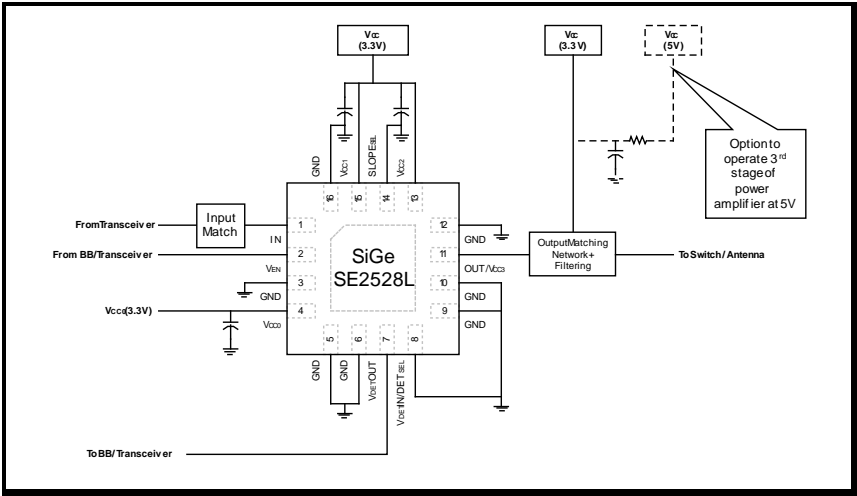 VCC
(3.3V)
VCC
(3.3V)
VCC
(5V)
Option to
operate 3rd
stage of
power
amplifier at 5V
GND
VCC1
SLOPESEL
VCC2
16
15
14
13
From Transceiver
Input
Match
1
IN
From BB/Transceiver
2
VEN
3
GND
VCC0(3.3V)
4
VCC0
SiGe
SE2528L
12
GND
11
OUT/VCC3
10
GND
9
GND
Output Matching
Network+
Filtering
To Switch/Antenna
5
6
7
8
GND
GND
VDETOUT
VDETIN/DETSEL
To BB/Transceiver